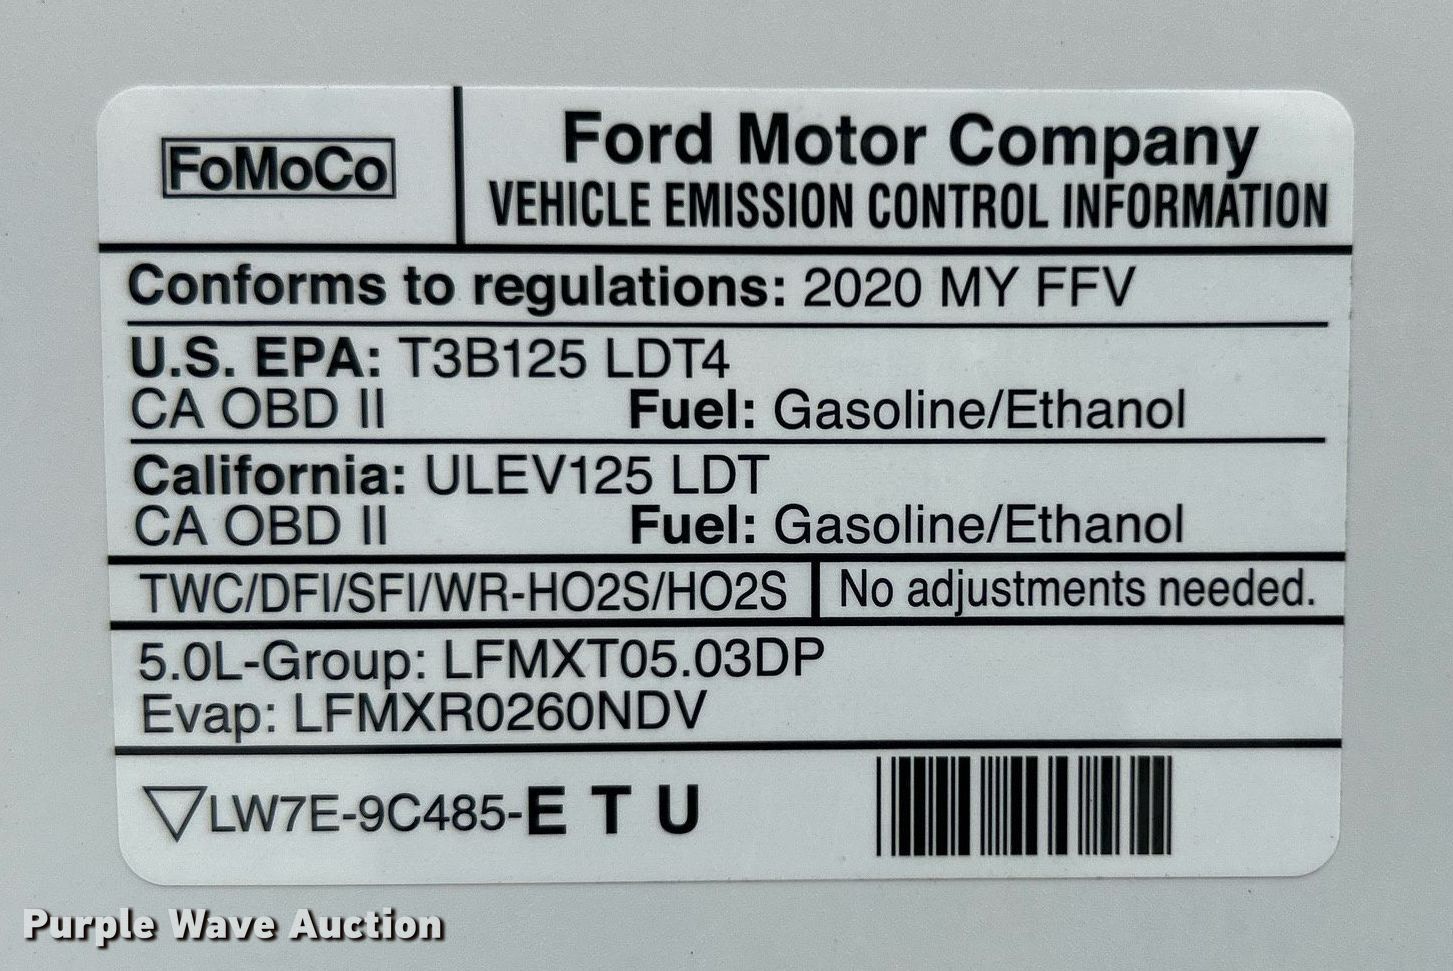 FoMoCo
Ford Motor Company
VEHICLE EMISSION CONTROL INFORMATION
Conforms to regulations: 2020 MY FFV
U.S. EPA: T3B125 LDT4
CA OBD II Fuel: Gasoline/Ethanol
California: ULEV125 LDT
CA OBD II Fuel: Gasoline/Ethanol
TWC/DFI/SFI/WR-HO2S/HO2S No adjustments needed.
5.0L-Group: LFMXT05.03DP
Evap: LFMXR0260NDV
LW7E-9C485-E T U
Purple Wave Auction